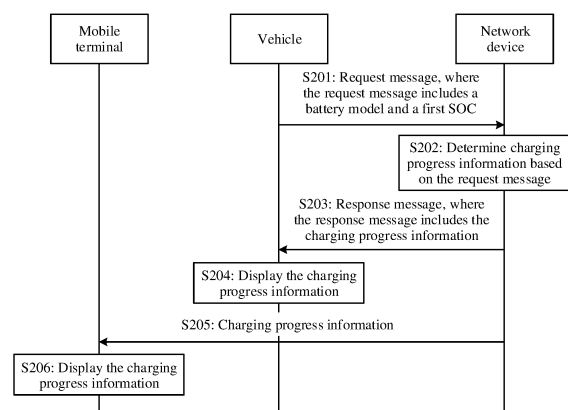 Mobile
terminal
Vehicle
Network
device
S201: Request message, where
the request message includes a
battery model and a first SOC
S202: Determine charging
progress information based
on the request message
S203: Response message, where
the response message includes the
charging progress information
S204: Display the charging
progress information
S205: Charging progress information
S206: Display the charging
progress information